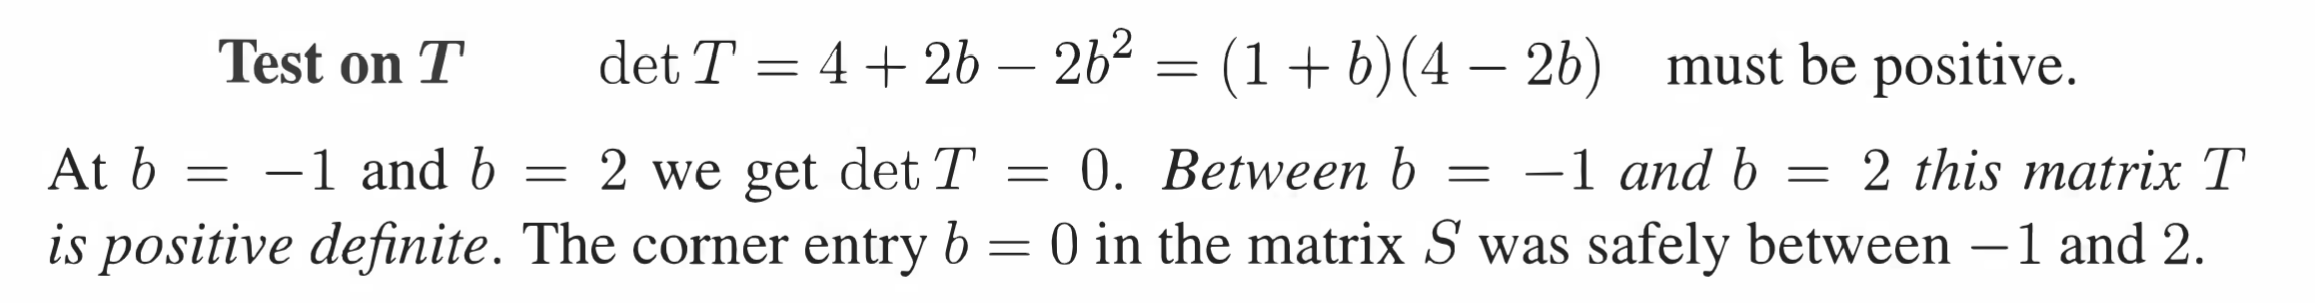 Test on T det T = 4 + 2b − 2b² = (1 + b)(4 − 2b) must be positive.
At b = −1 and b = 2 we get det T = 0. Between b = −1 and b = 2 this matrix T
is positive definite. The corner entry b = 0 in the matrix S was safely between −1 and 2.